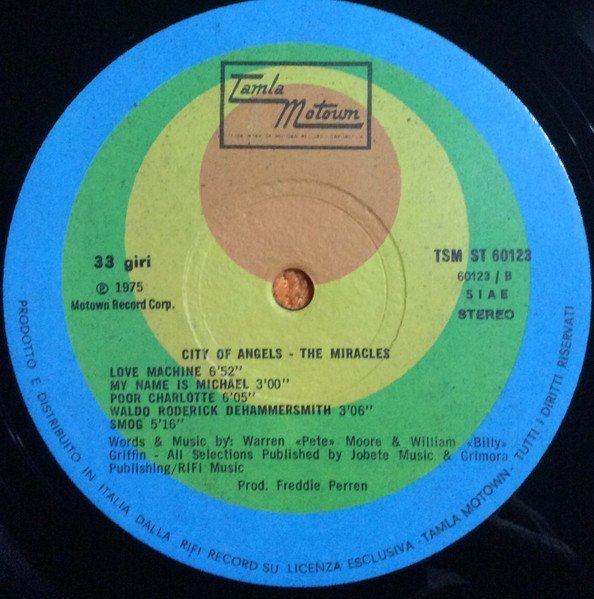 Tamla
Motown
33 giri
℗ 1975
Motown Record Corp.
TSM ST 60123
60123 / B
S I A E
STEREO
CITY OF ANGELS - THE MIRACLES
LOVE MACHINE 6'52"
MY NAME IS MICHAEL 3'00"
POOR CHARLOTTE 6'05"
WALDO RODERICK DEHAMMERSMITH 3'06"
SMOG 5'16"
Words & Music by: Warren «Pete» Moore & William «Billy»
Griffin - All Selections Published by Jobete Music & Crimora
Publishing/RIFI Music
Prod. Freddie Perren
PRODOTTO E DISTRIBUITO IN ITALIA DALLA RIFI RECORD SU LICENZA ESCLUSIVA - TAMLA MOTOWN - TUTTI I DIRITTI RISERVATI